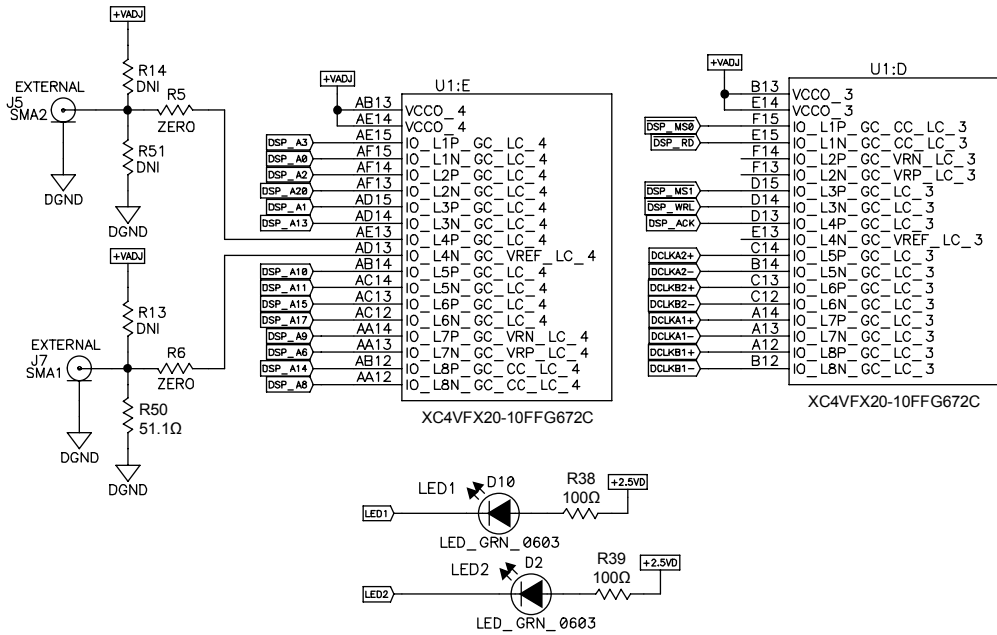 +VADJ
R14
DNI
EXTERNAL
J5
SMA2
R5
ZERO
R51
DNI
DGND
DGND
+VADJ
R13
DNI
EXTERNAL
J7
SMA1
R6
ZERO
R50
51.1Ω
DGND
DGND
U1:E
+VADJ
AB13 VCCO_4
AE14 VCCO_4
DSP_A3 AE15 IO_L1P_GC_LC_4
DSP_A0 AF15 IO_L1N_GC_LC_4
DSP_A2 AF14 IO_L2P_GC_LC_4
DSP_A20 AF13 IO_L2N_GC_LC_4
DSP_A1 AD15 IO_L3P_GC_LC_4
DSP_A13 AD14 IO_L3N_GC_LC_4
AE13 IO_L4P_GC_LC_4
AD13 IO_L4N_GC_VREF_LC_4
DSP_A10 AB14 IO_L5P_GC_LC_4
DSP_A11 AC14 IO_L5N_GC_LC_4
DSP_A15 AC13 IO_L6P_GC_LC_4
DSP_A17 AC12 IO_L6N_GC_LC_4
DSP_A9 AA14 IO_L7P_GC_VRN_LC_4
DSP_A6 AA13 IO_L7N_GC_VRP_LC_4
DSP_A14 AB12 IO_L8P_GC_CC_LC_4
DSP_A8 AA12 IO_L8N_GC_CC_LC_4
XC4VFX20-10FFG672C
U1:D
+VADJ
B13 VCCO_3
E14 VCCO_3
DSP_MS0 F15 IO_L1P_GC_CC_LC_3
DSP_RD E15 IO_L1N_GC_CC_LC_3
F14 IO_L2P_GC_VRN_LC_3
F13 IO_L2N_GC_VRP_LC_3
DSP_MS1 D15 IO_L3P_GC_LC_3
DSP_WRL D14 IO_L3N_GC_LC_3
DSP_ACK D13 IO_L4P_GC_LC_3
E13 IO_L4N_GC_VREF_LC_3
DCLKA2+ C14 IO_L5P_GC_LC_3
DCLKA2- B14 IO_L5N_GC_LC_3
DCLKB2+ C13 IO_L6P_GC_LC_3
DCLKB2- C12 IO_L6N_GC_LC_3
DCLKA1+ A14 IO_L7P_GC_LC_3
DCLKA1- A13 IO_L7N_GC_LC_3
DCLKB1+ A12 IO_L8P_GC_LC_3
DCLKB1- B12 IO_L8N_GC_LC_3
XC4VFX20-10FFG672C
LED1
LED1
D10
LED_GRN_0603
R38
100Ω
+2.5VD
LED2
LED2
D2
LED_GRN_0603
R39
100Ω
+2.5VD